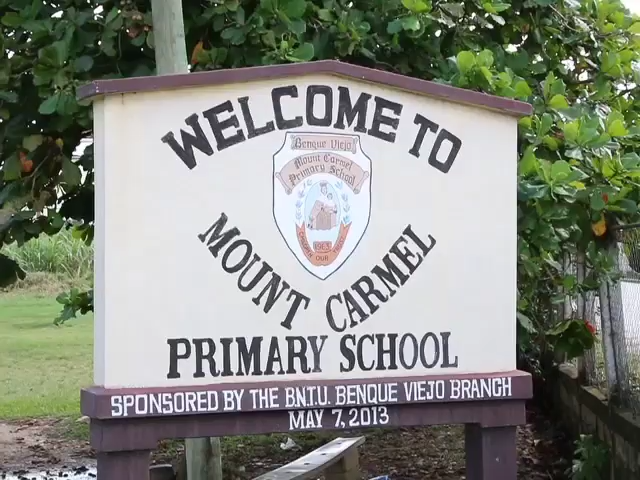 WELCOME TO
Benque Viejo
Mount Carmel
Primary School
1913
MOUNT CARMEL
PRIMARY SCHOOL
SPONSORED BY THE B.N.T.U. BENQUE VIEJO BRANCH
MAY 7, 2013